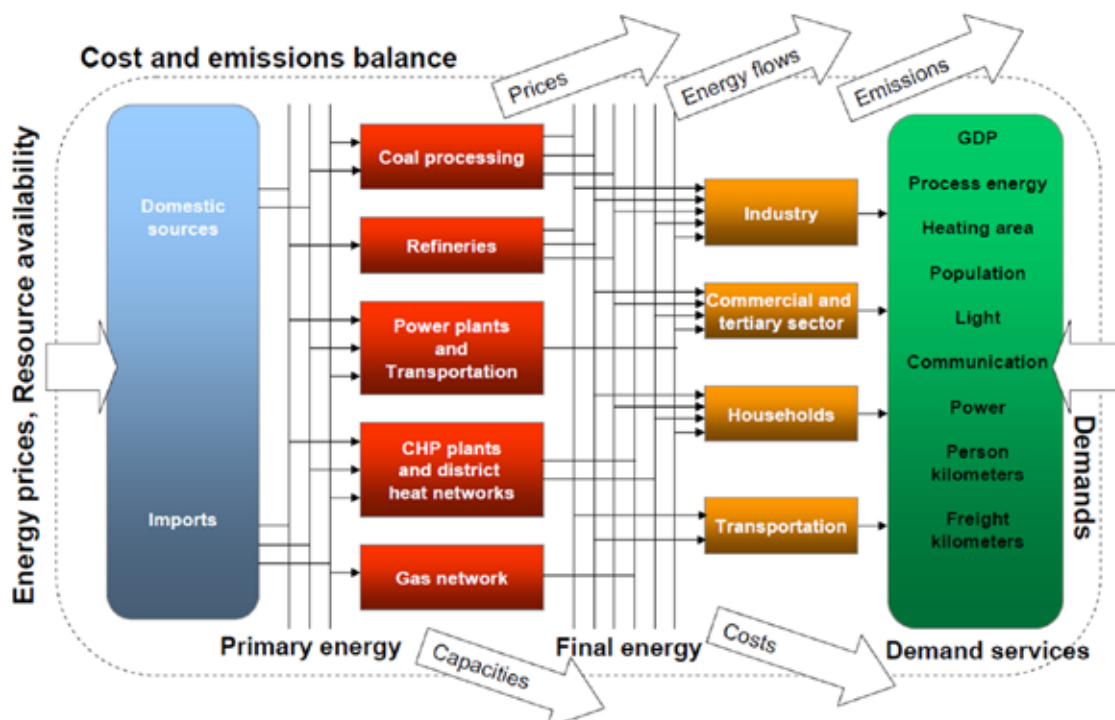 Cost and emissions balance
Prices
Energy flows
Emissions
Energy prices, Resource availability
Domestic
sources
Imports
Coal processing
Refineries
Power plants
and
Transportation
CHP plants
and district
heat networks
Gas network
Industry
Commercial and
tertiary sector
Households
Transportation
GDP
Process energy
Heating area
Population
Light
Communication
Power
Person
kilometers
Freight
kilometers
Demands
Primary energy
Capacities
Final energy
Costs
Demand services